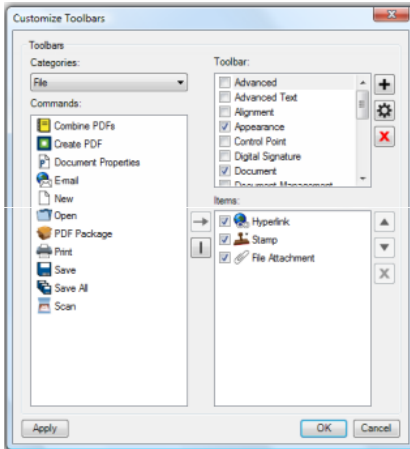 Customize Toolbars
Toolbars
Categories:
File
Commands:
Combine PDFs
Create PDF
Document Properties
E-mail
New
Open
PDF Package
Print
Save
Save All
Scan
Toolbar:
Advanced
Advanced Text
Alignment
Appearance
Control Point
Digital Signature
Document
Document Management
Items:
Hyperlink
Stamp
File Attachment
Apply
OK
Cancel